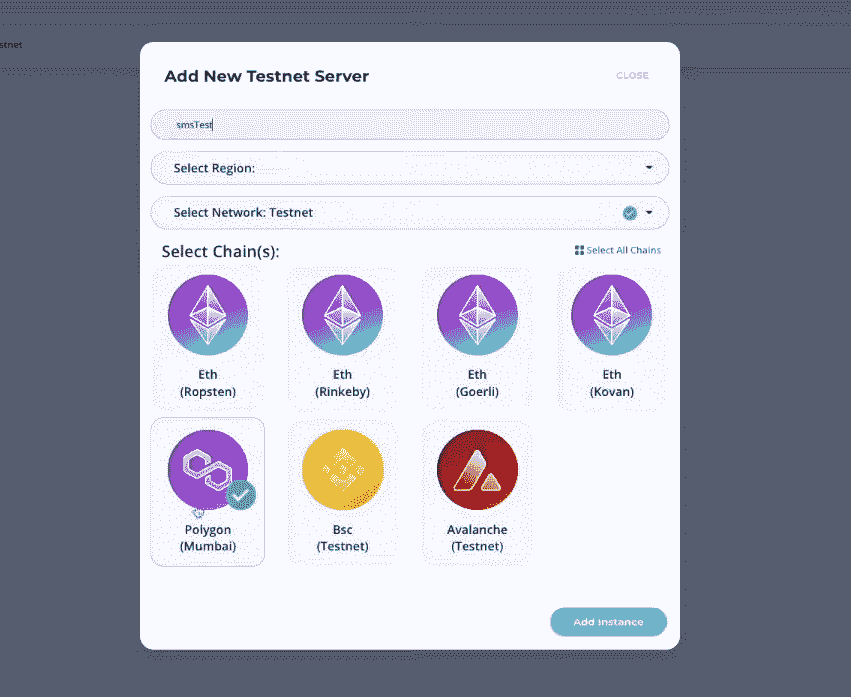 stnet
Add New Testnet Server
CLOSE
smsTest
Select Region:
Select Network: Testnet
Select Chain(s):
Select All Chains
Eth
(Ropsten)
Eth
(Rinkeby)
Eth
(Goerli)
Eth
(Kovan)
Polygon
(Mumbai)
Bsc
(Testnet)
Avalanche
(Testnet)
Add Instance